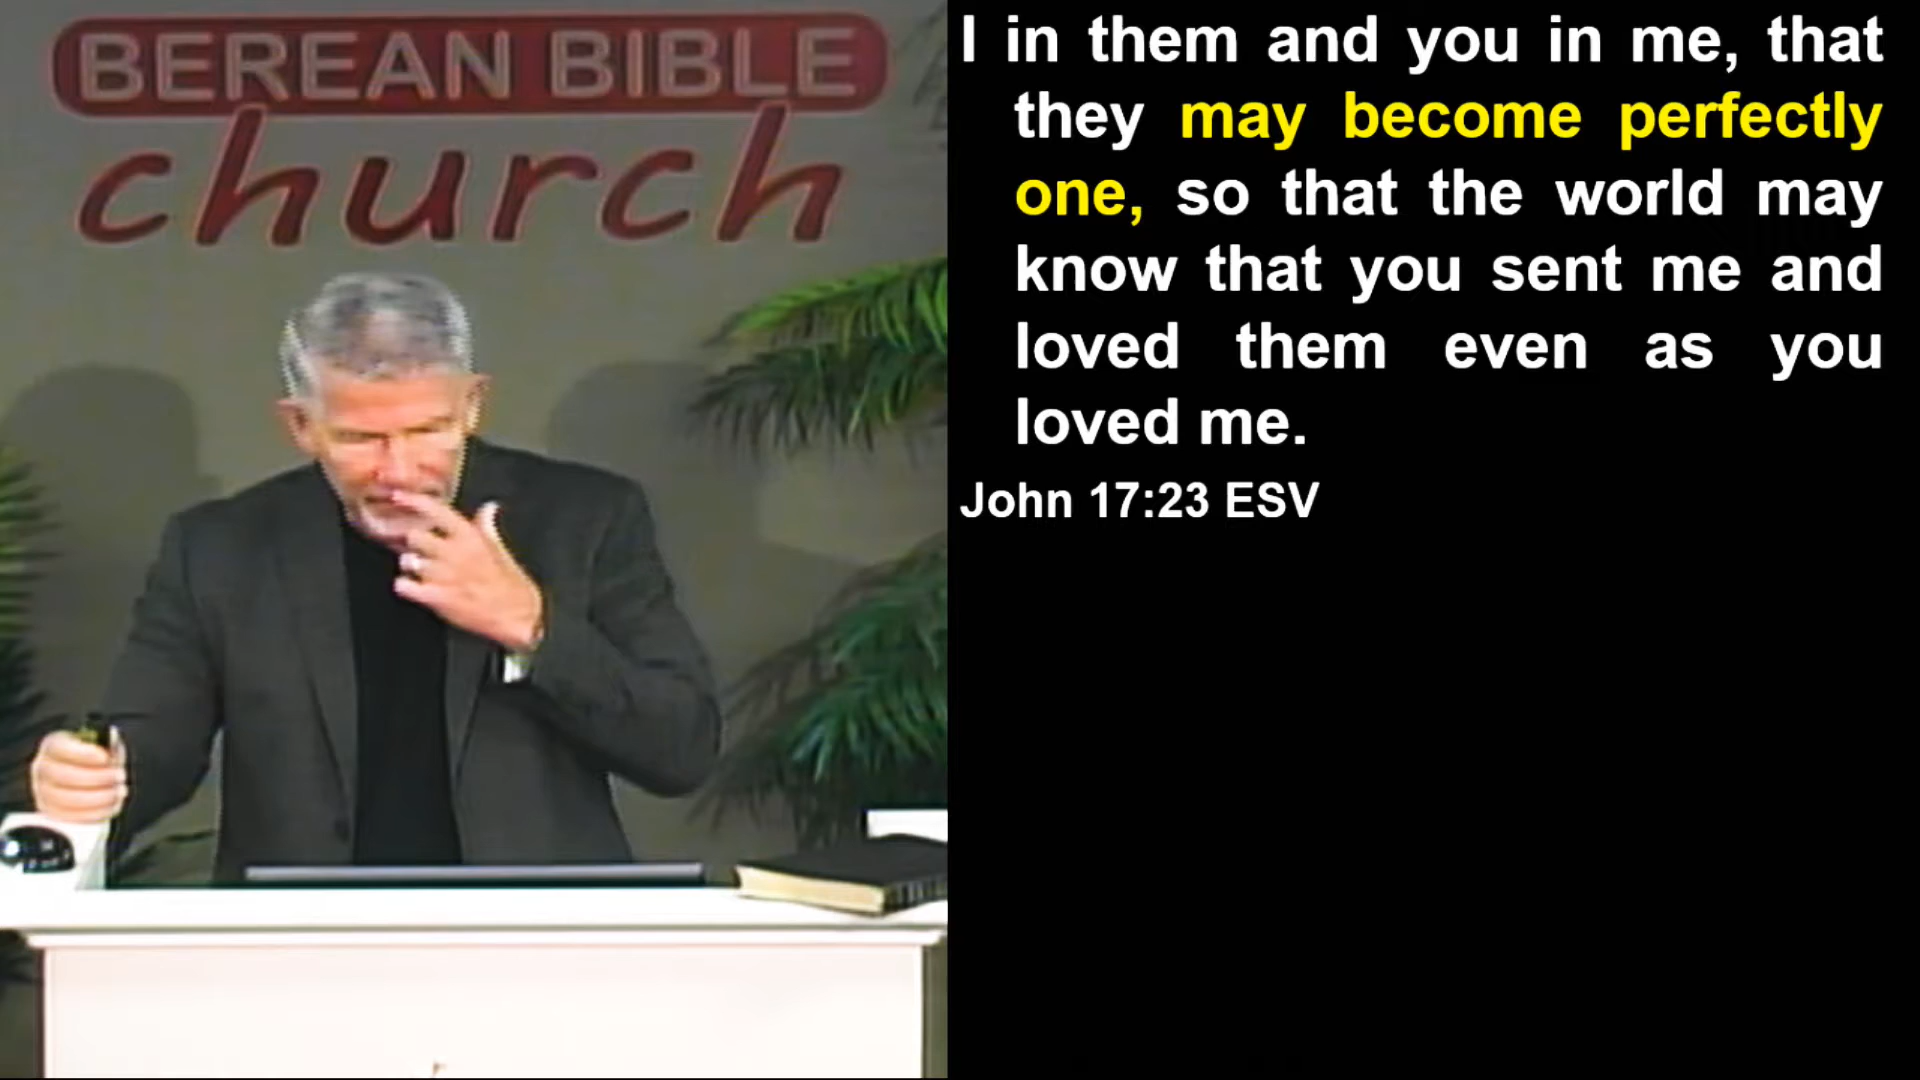 BEREAN BIBLE
church
I in them and you in me, that
they may become perfectly
one, so that the world may
know that you sent me and
loved them even as you
loved me.
John 17:23 ESV